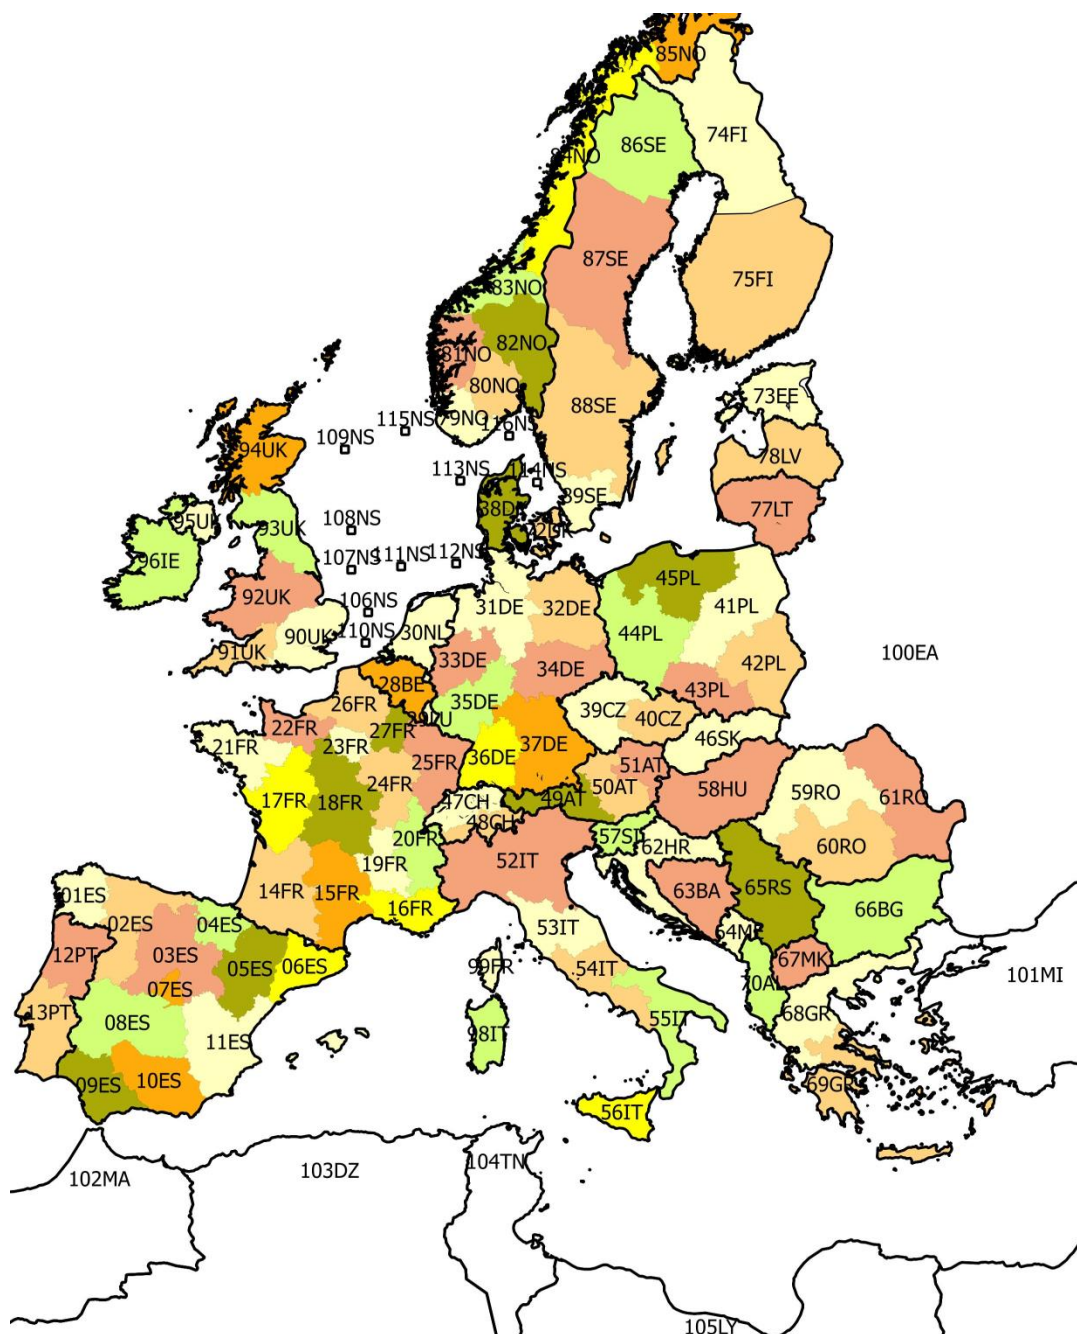 85NO
74FI
86SE
84NO
87SE
75FI
83NO
82NO
81NO
80NO
73EE
88SE
115NS
79NO
116NS
109NS
94UK
78LV
113NS
114NS
89SE
77LT
38DK
95UK
93UK
108NS
72DK
96IE
112NS
111NS
107NS
45PL
92UK
106NS
31DE
32DE
41PL
90UK
110NS
30NL
44PL
91UK
100EA
33DE
34DE
42PL
28BE
43PL
26FR
35DE
39CZ
40CZ
29LU
22FR
27FR
46SK
21FR
23FR
36DE
37DE
25FR
51AT
24FR
50AT
58HU
59RO
61RO
17FR
18FR
47CH
49AT
48CH
20FR
57SI
62HR
60RO
52IT
19FR
01ES
14FR
15FR
63BA
65RS
16FR
66BG
02ES
04ES
53IT
64ME
12PT
03ES
05ES
06ES
99FR
54IT
67MK
101MI
07ES
70AL
13PT
08ES
68GR
11ES
98IT
55IT
09ES
10ES
69GR
56IT
104TN
103DZ
102MA
105LY